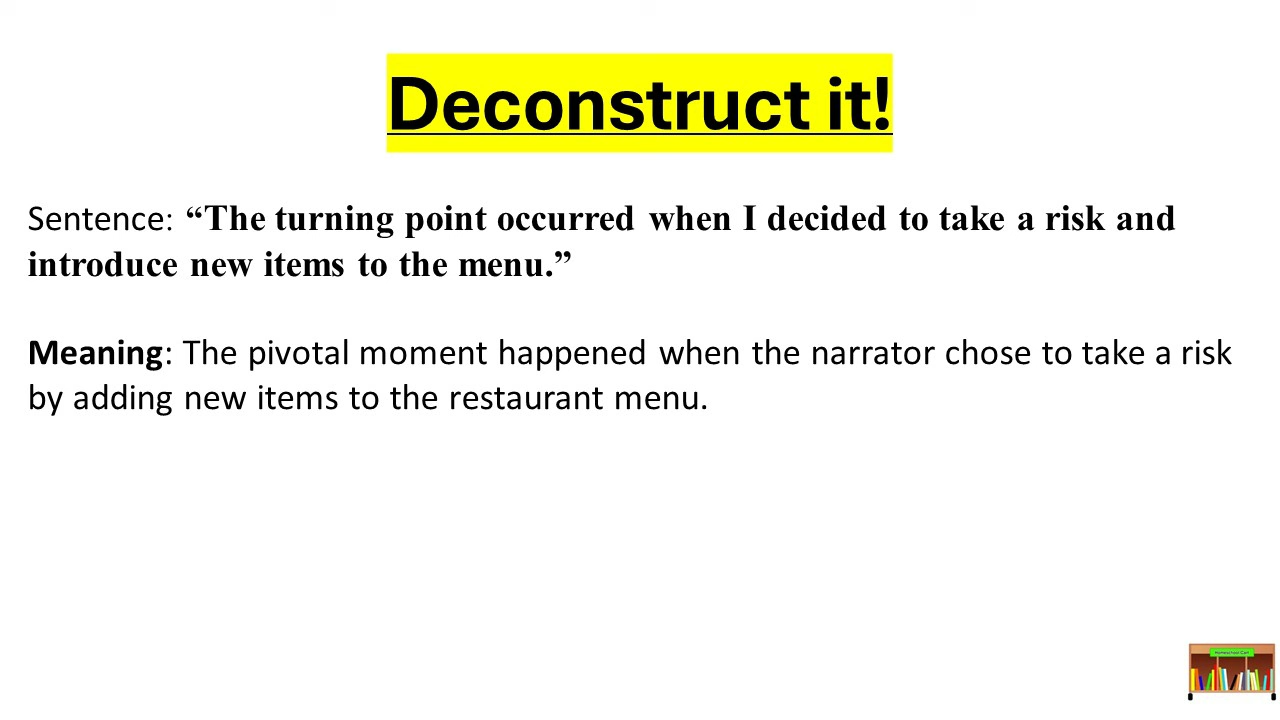 Deconstruct it!
Sentence: “The turning point occurred when I decided to take a risk and
introduce new items to the menu.”
Meaning: The pivotal moment happened when the narrator chose to take a risk
by adding new items to the restaurant menu.
Homeschool Cart